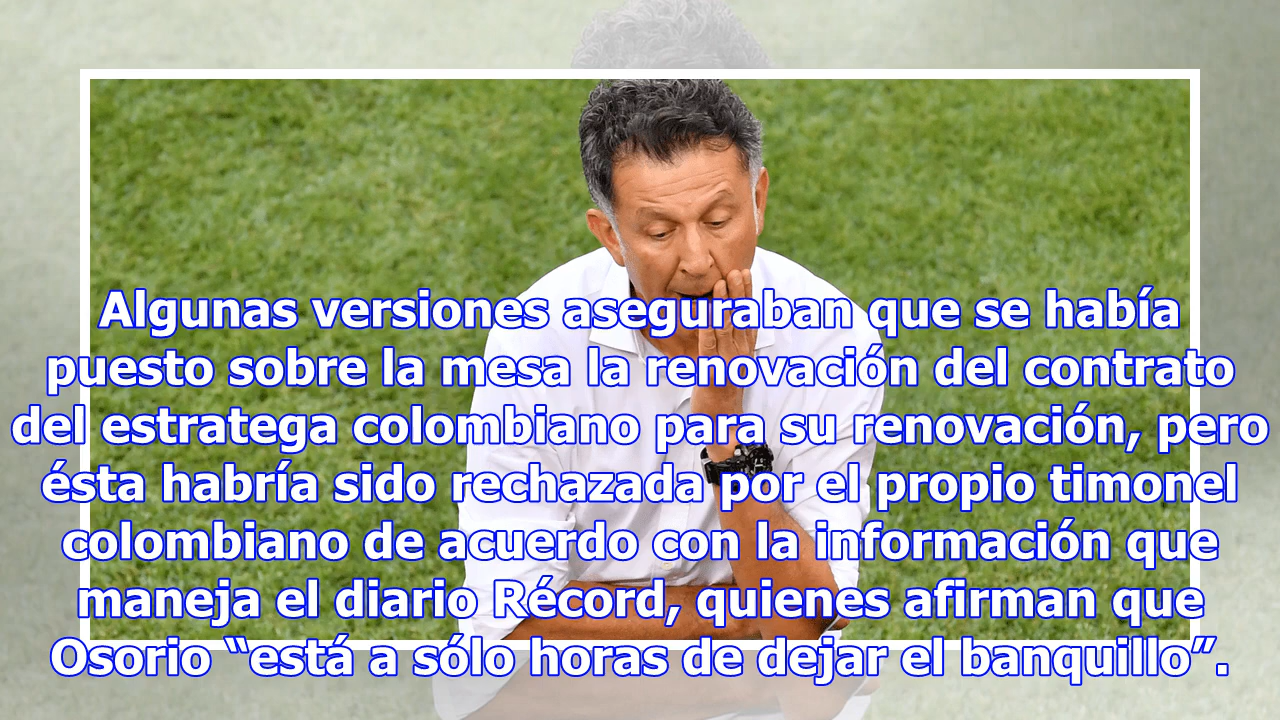 Algunas versiones aseguraban que se había
puesto sobre la mesa la renovación del contrato
del estratega colombiano para su renovación, pero
ésta habría sido rechazada por el propio timonel
colombiano de acuerdo con la información que
maneja el diario Récord, quienes afirman que
Osorio “está a sólo horas de dejar el banquillo”.